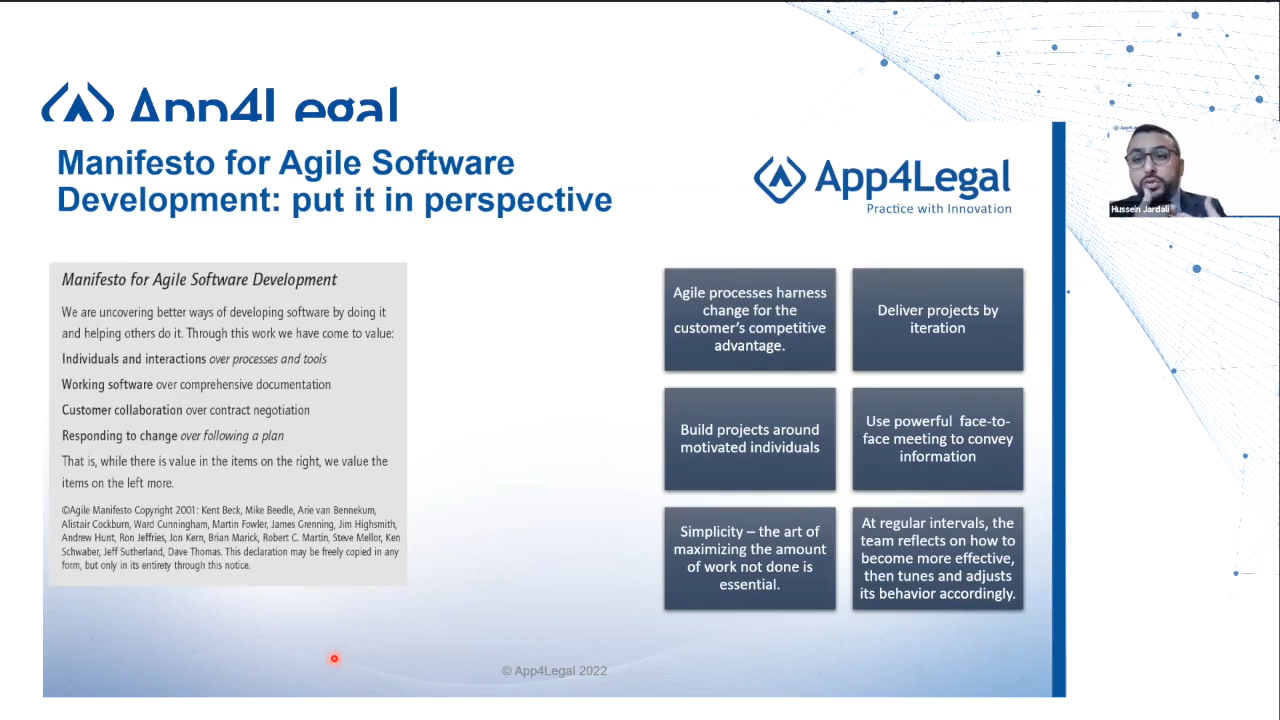 App4Legal
Manifesto for Agile Software
Development: put it in perspective
App4Legal
Practice with Innovation
Hussein Jardali
Manifesto for Agile Software Development
We are uncovering better ways of developing software by doing it
and helping others do it. Through this work we have come to value:
Individuals and interactions over processes and tools
Working software over comprehensive documentation
Customer collaboration over contract negotiation
Responding to change over following a plan
That is, while there is value in the items on the right, we value the
items on the left more.
©Agile Manifesto Copyright 2001: Kent Beck, Mike Beedle, Arie van Bennekum,
Alistair Cockburn, Ward Cunningham, Martin Fowler, James Grenning, Jim Highsmith,
Andrew Hunt, Ron Jeffries, Jon Kern, Brian Marick, Robert C. Martin, Steve Mellor, Ken
Schwaber, Jeff Sutherland, Dave Thomas. This declaration may be freely copied in any
form, but only in its entirety through this notice.
Agile processes harness
change for the
customer's competitive
advantage.
Deliver projects by
iteration
Build projects around
motivated individuals
Use powerful face-to-
face meeting to convey
information
Simplicity – the art of
maximizing the amount
of work not done is
essential.
At regular intervals, the
team reflects on how to
become more effective,
then tunes and adjusts
its behavior accordingly.
© App4Legal 2022